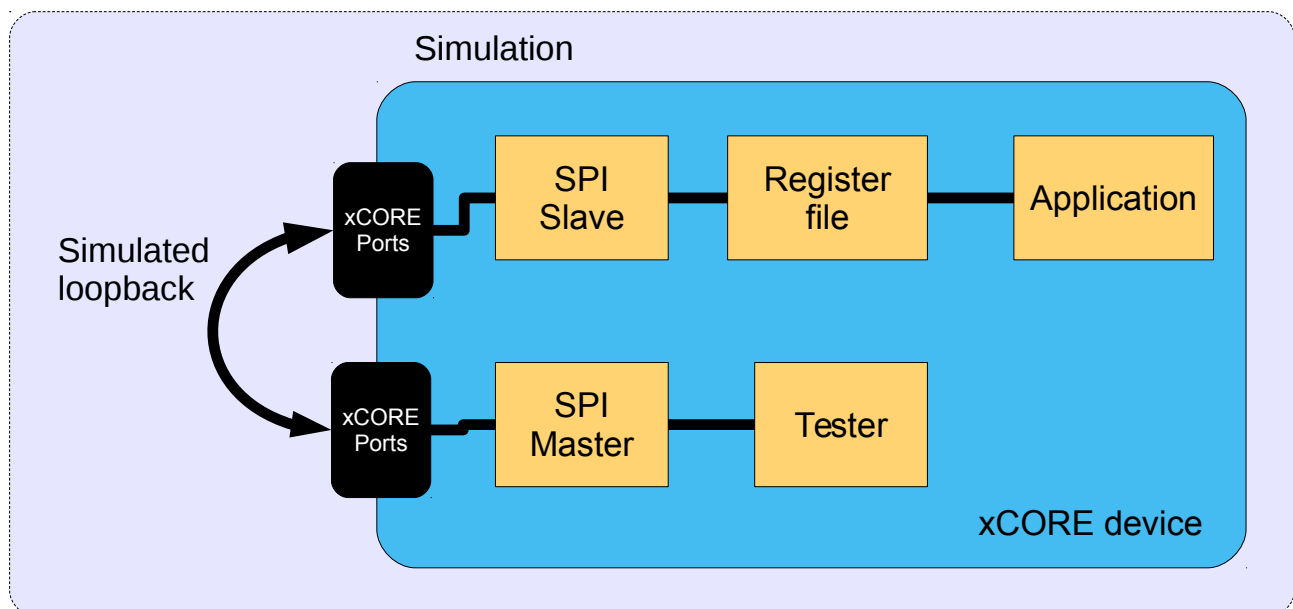 Simulation
SPI
Slave
Register
file
Application
xCORE
Ports
Simulated
loopback
xCORE
Ports
SPI
Master
Tester
xCORE device